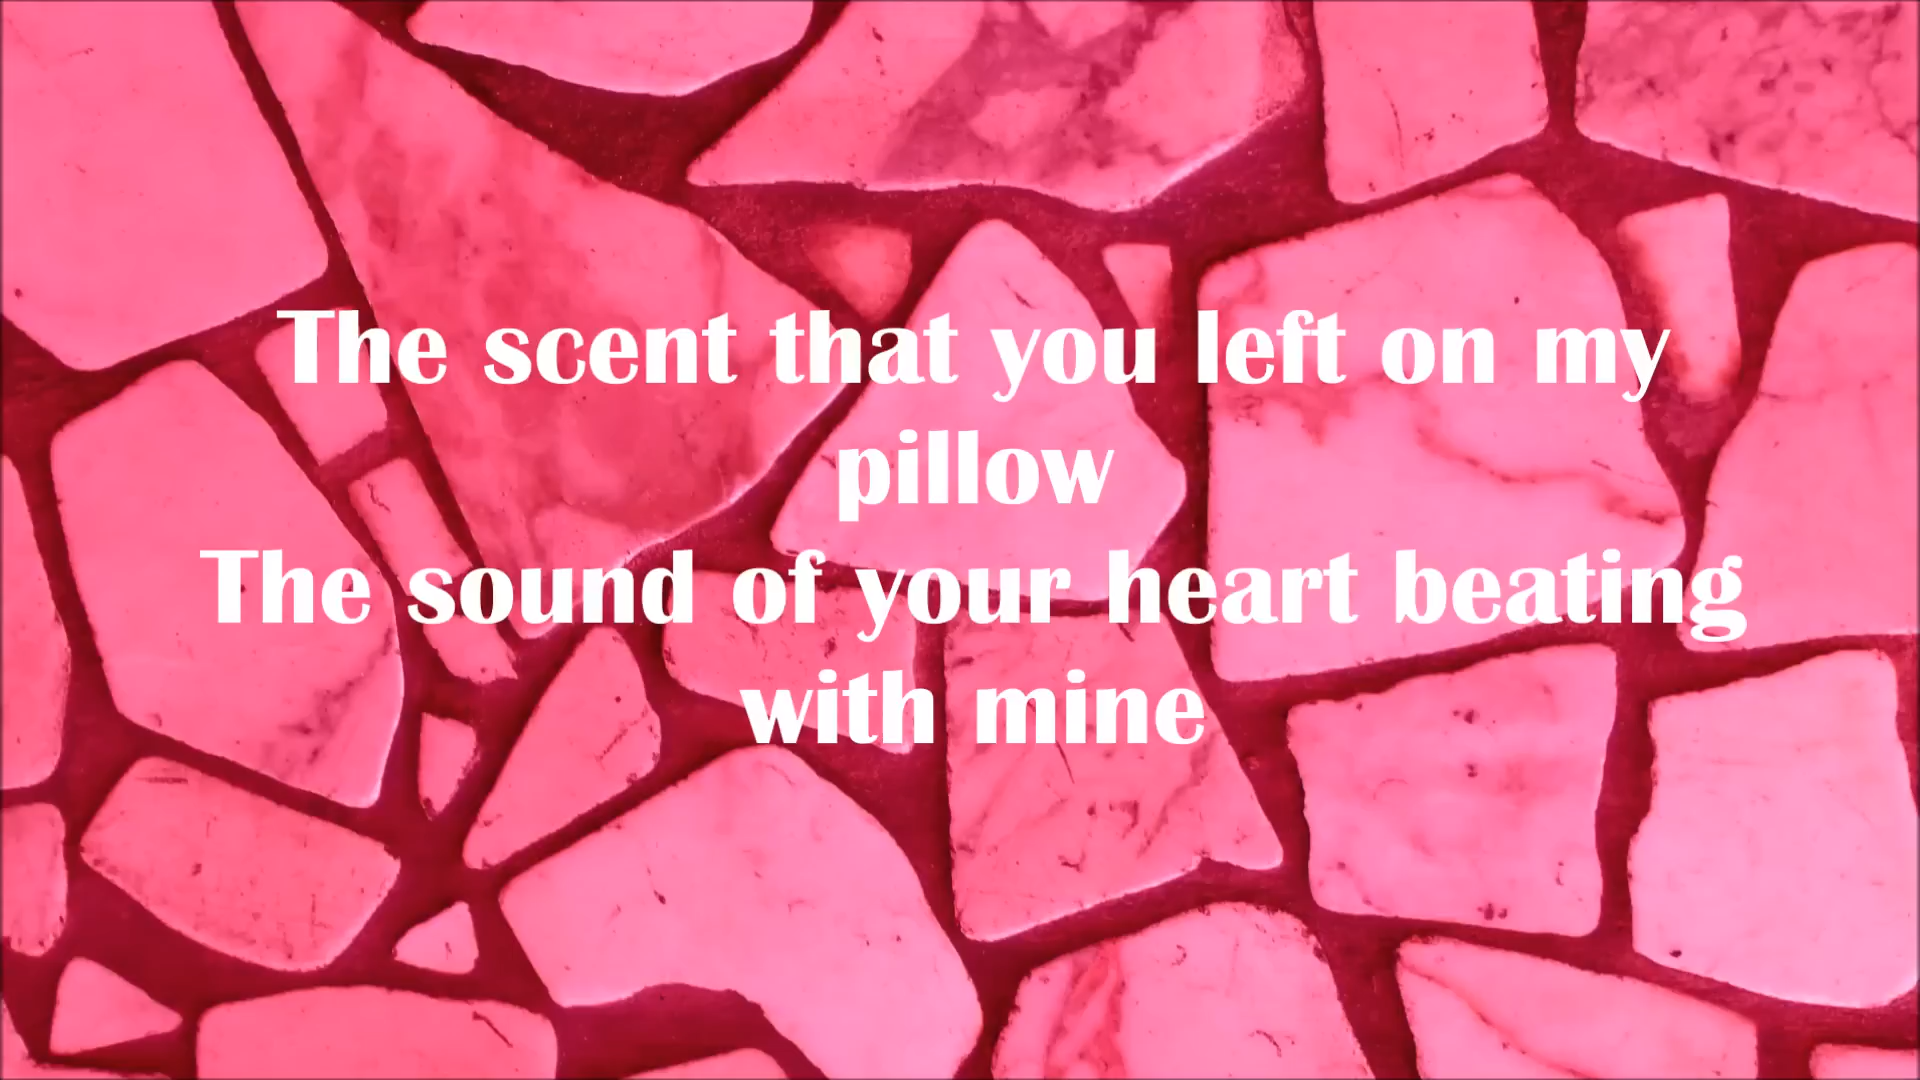 The scent that you left on my
pillow
The sound of your heart beating
with mine